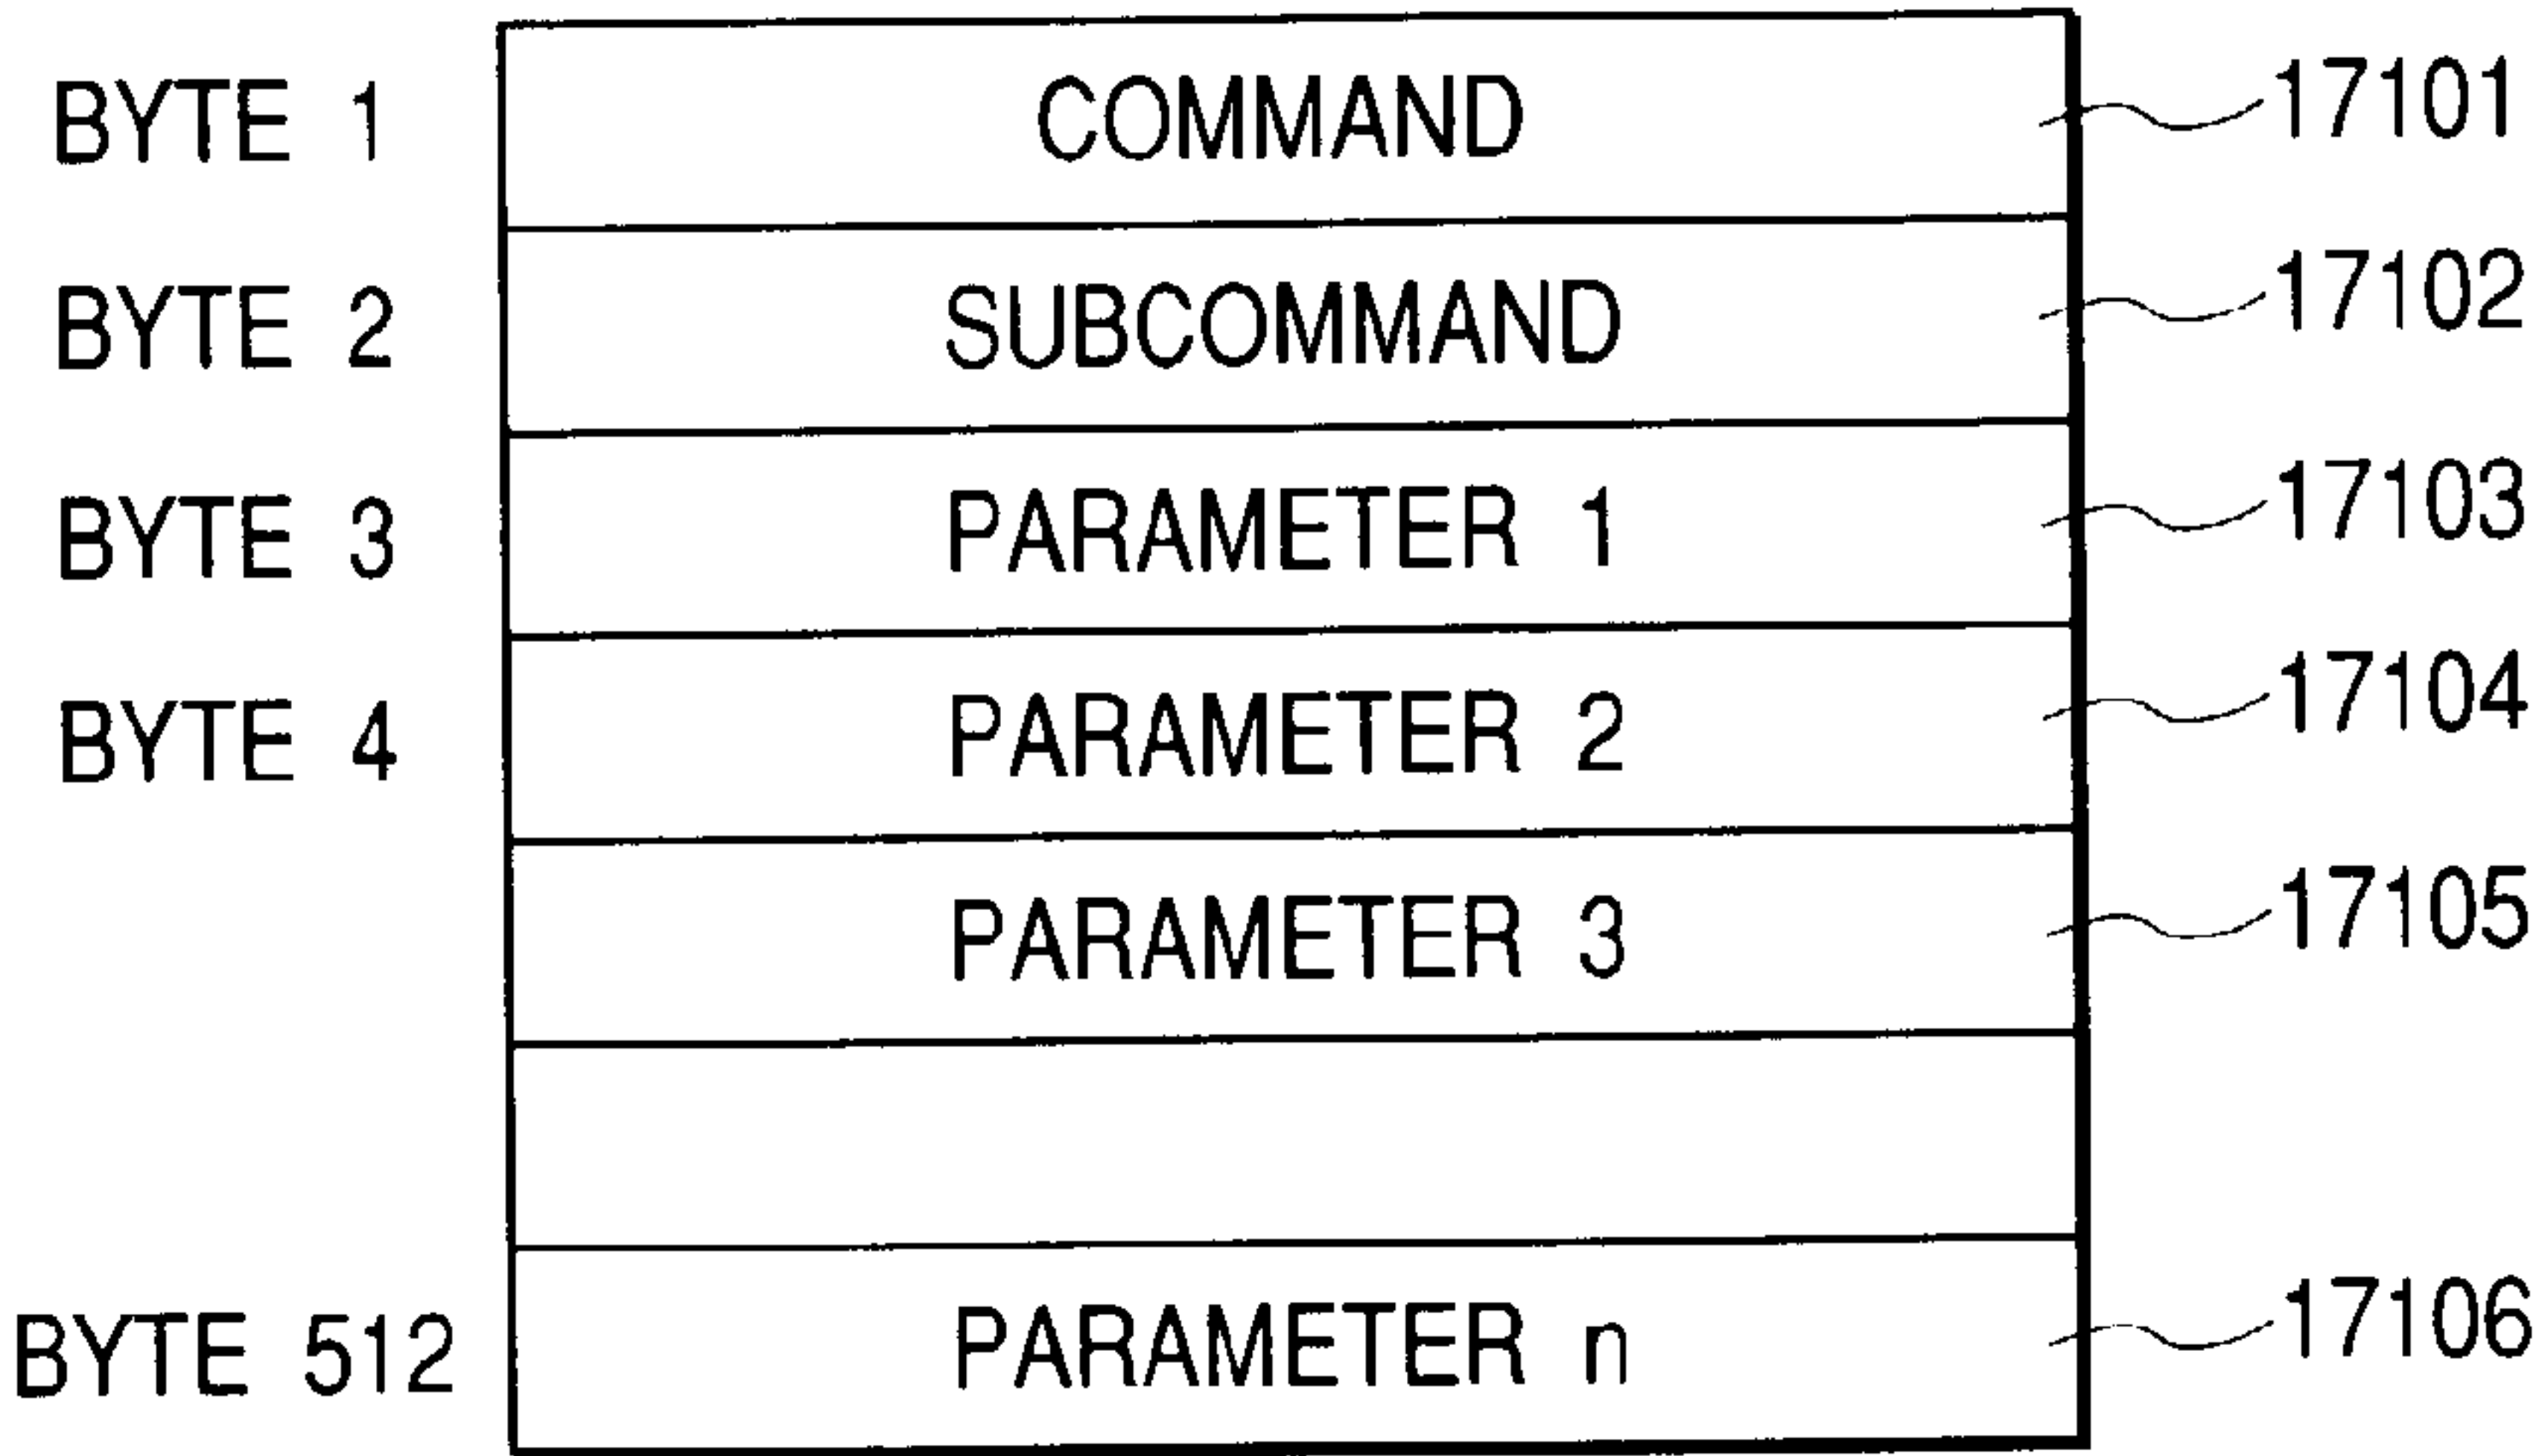 BYTE 1 COMMAND 17101
BYTE 2 SUBCOMMAND 17102
BYTE 3 PARAMETER 1 17103
BYTE 4 PARAMETER 2 17104
PARAMETER 3 17105
BYTE 512 PARAMETER n 17106